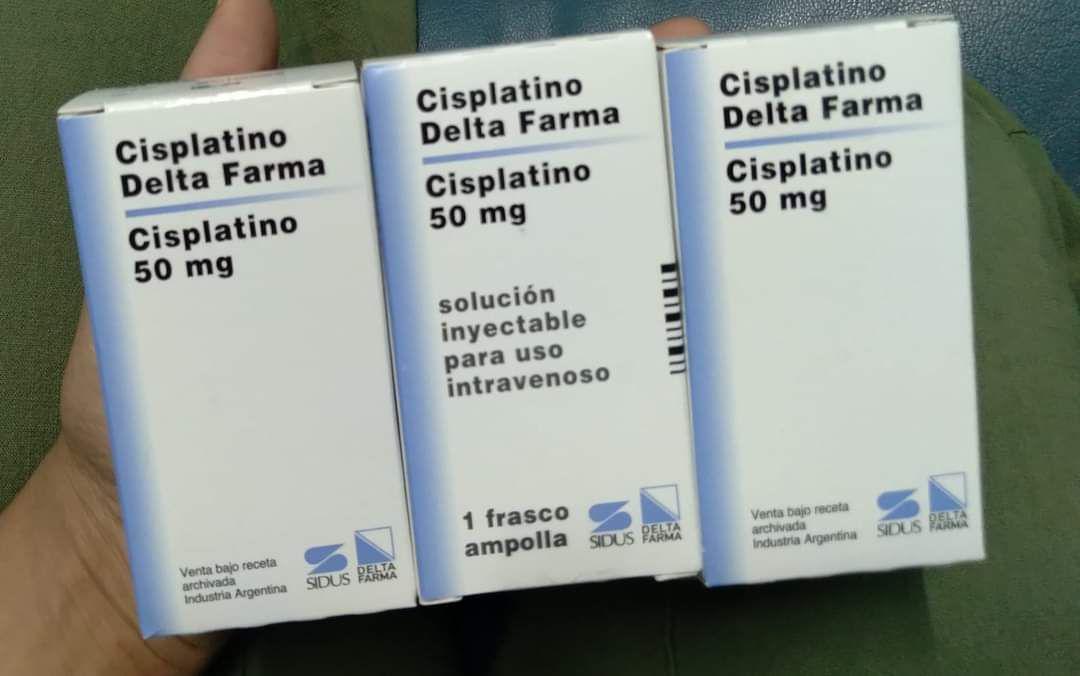 Cisplatino
Delta Farma
Cisplatino
50 mg
Venta bajo receta
archivada
Industria Argentina
SIDUS
DELTA
FARMA
Cisplatino
Delta Farma
Cisplatino
50 mg
solución
inyectable
para uso
intravenoso
1 frasco
ampolla
SIDUS
DELTA
FARMA
Cisplatino
Delta Farma
Cisplatino
50 mg
Venta bajo receta
archivada
Industria Argentina
SIDUS
DELTA
FARMA